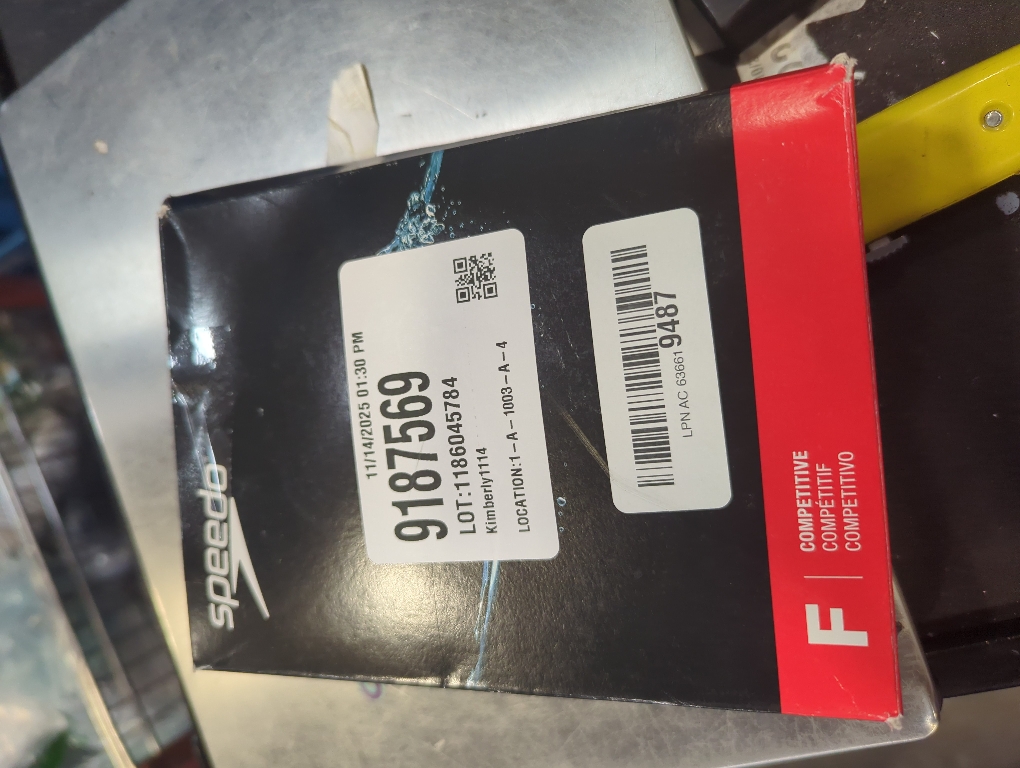 speedo
11/14/2025 01:30 PM
9187569
LOT:1186045784
Kimberly1114
LOCATION:1-A-1003-A-4
LPN AC 63661 9487
F
COMPETITIVE
COMPÉTITIF
COMPETITIVO